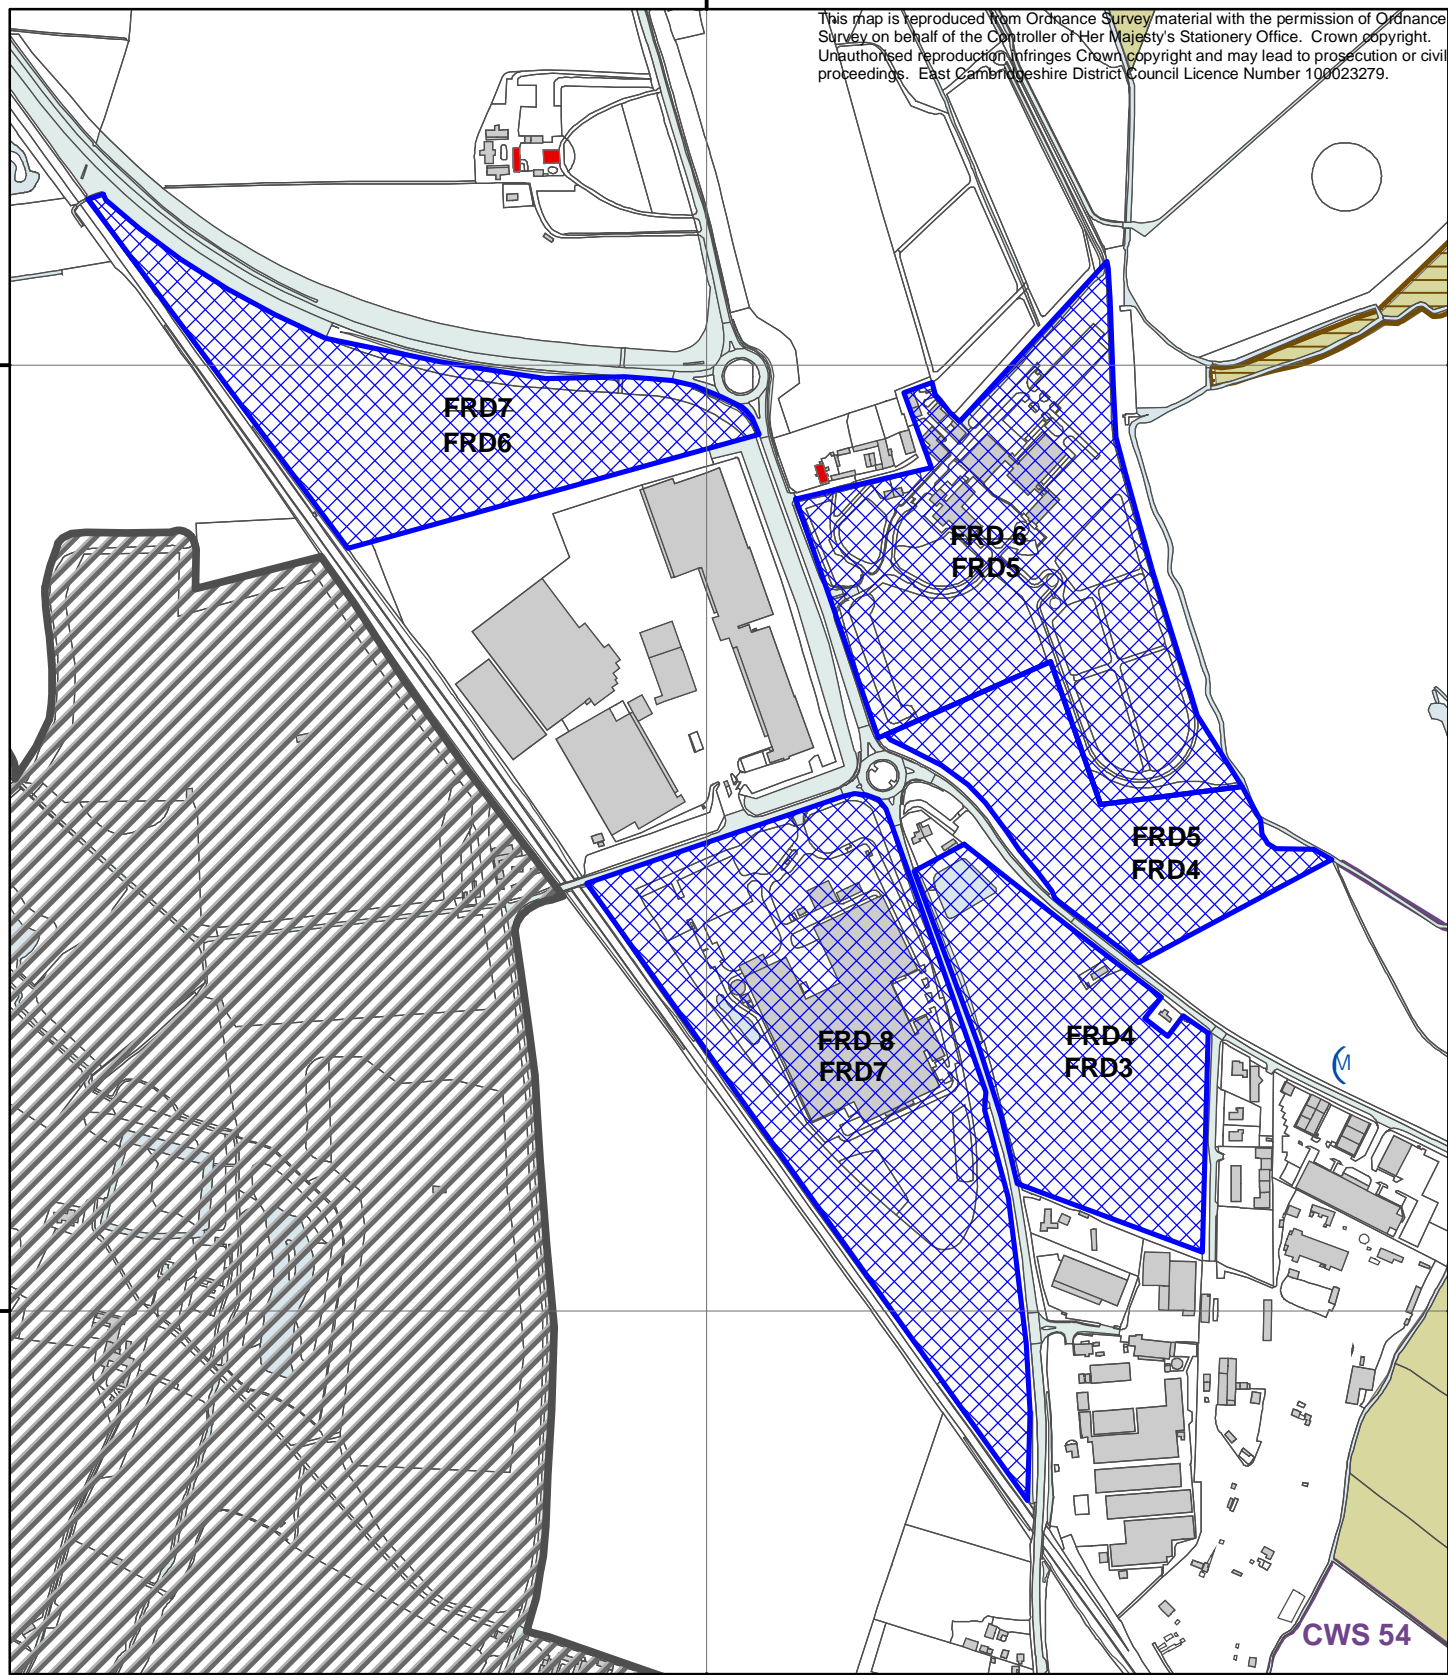 This map is reproduced from Ordnance Survey material with the permission of Ordnance
Survey on behalf of the Controller of Her Majesty's Stationery Office. Crown copyright.
Unauthorised reproduction infringes Crown copyright and may lead to prosecution or civil
proceedings. East Cambridgeshire District Council Licence Number 100023279.
FRD7
FRD6
FRD 6
FRD5
FRD5
FRD4
FRD 8
FRD7
FRD4
FRD3
M
CWS 54